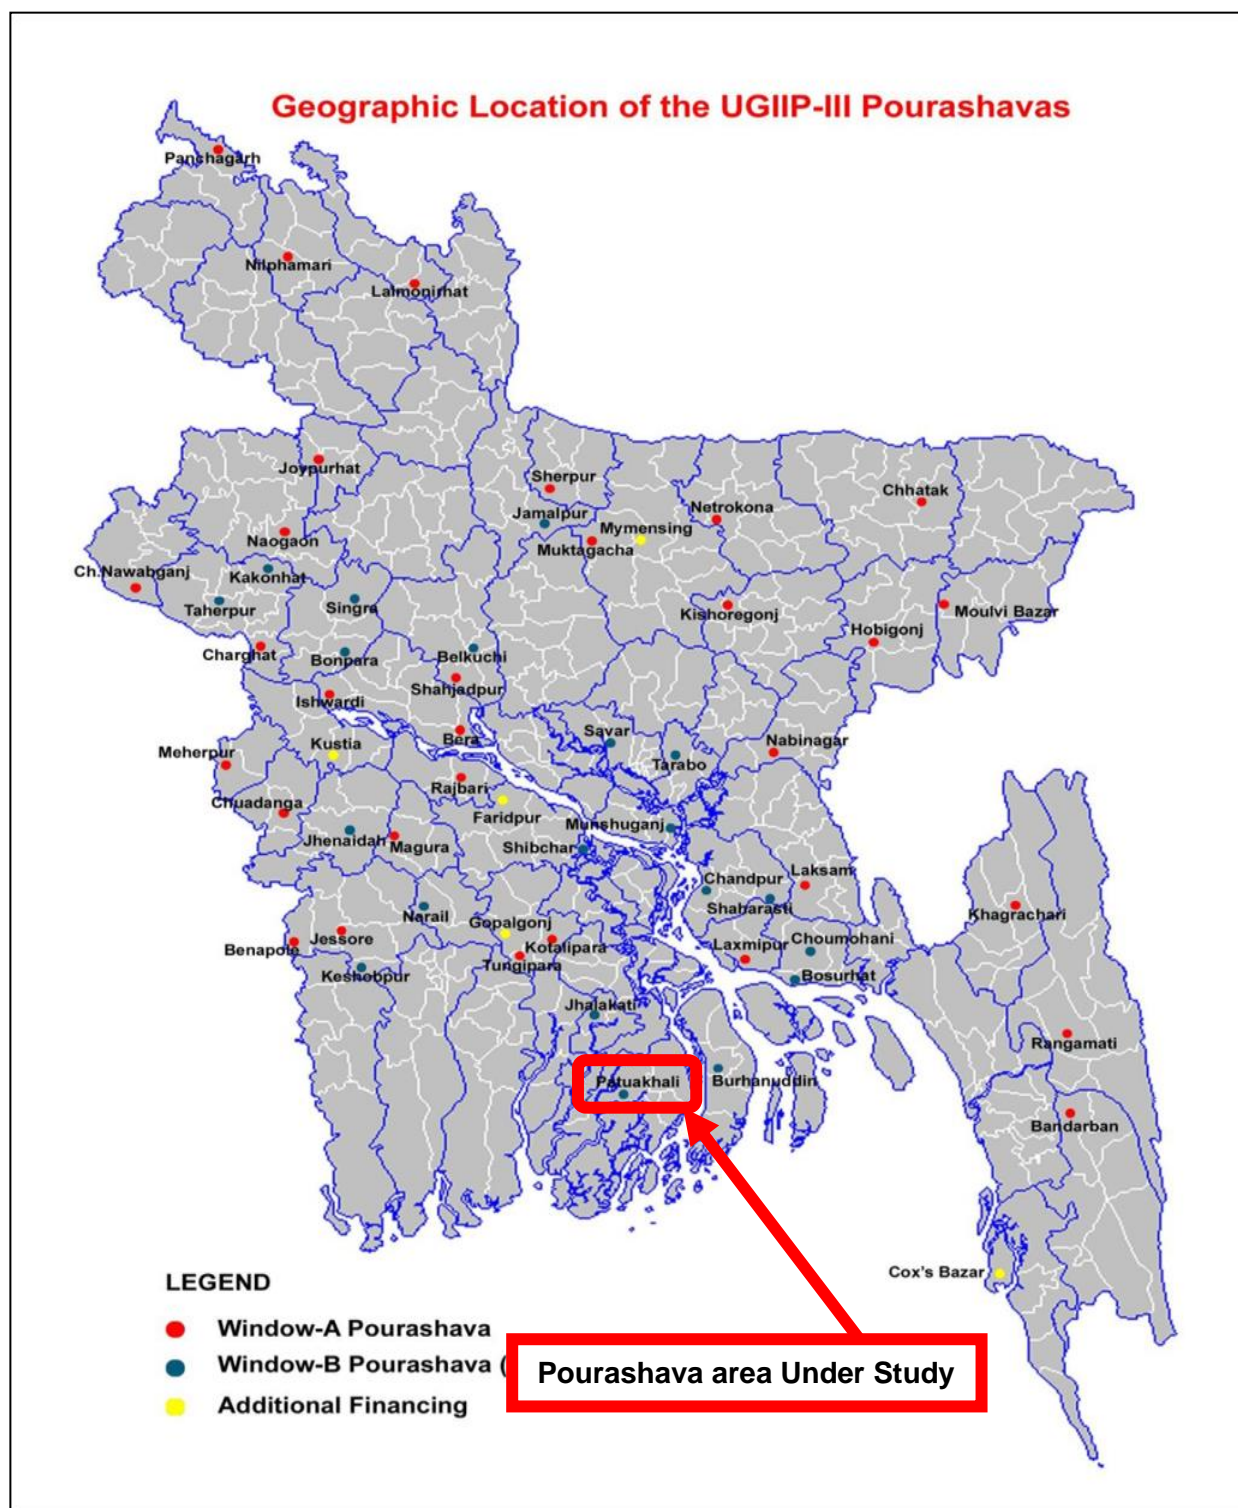 Geographic Location of the UGIIP-III Pourashavas
Panchagarh
Nilphamari
Lalmonirhat
Joypurhat
Sherpur
Chhatak
Jamalpur
Netrokona
Mymensing
Naogaon
Muktagacha
Ch.Nawabganj
Kakonhat
Taherpur
Singra
Kishoregonj
Moulvi Bazar
Hobigonj
Charghat
Bonpara
Belkuchi
Shahjadpur
Ishwardi
Savar
Bera
Kustia
Nabinagar
Meherpur
Tarabo
Rajbari
Chuadanga
Faridpur
Munshuganj
Jhenaidah
Magura
Shibchar
Laksam
Chandpur
Shaharasti
Khagrachari
Narail
Gopalgonj
Jessore
Kotalipara
Benapole
Laxmipur
Choumohani
Tungipara
Keshobpur
Bosurhat
Jhalakati
Rangamati
Patuakhali
Burhanuddin
Bandarban
Cox's Bazar
LEGEND
Window-A Pourashava
Window-B Pourashava (
Additional Financing
Pourashava area Under Study